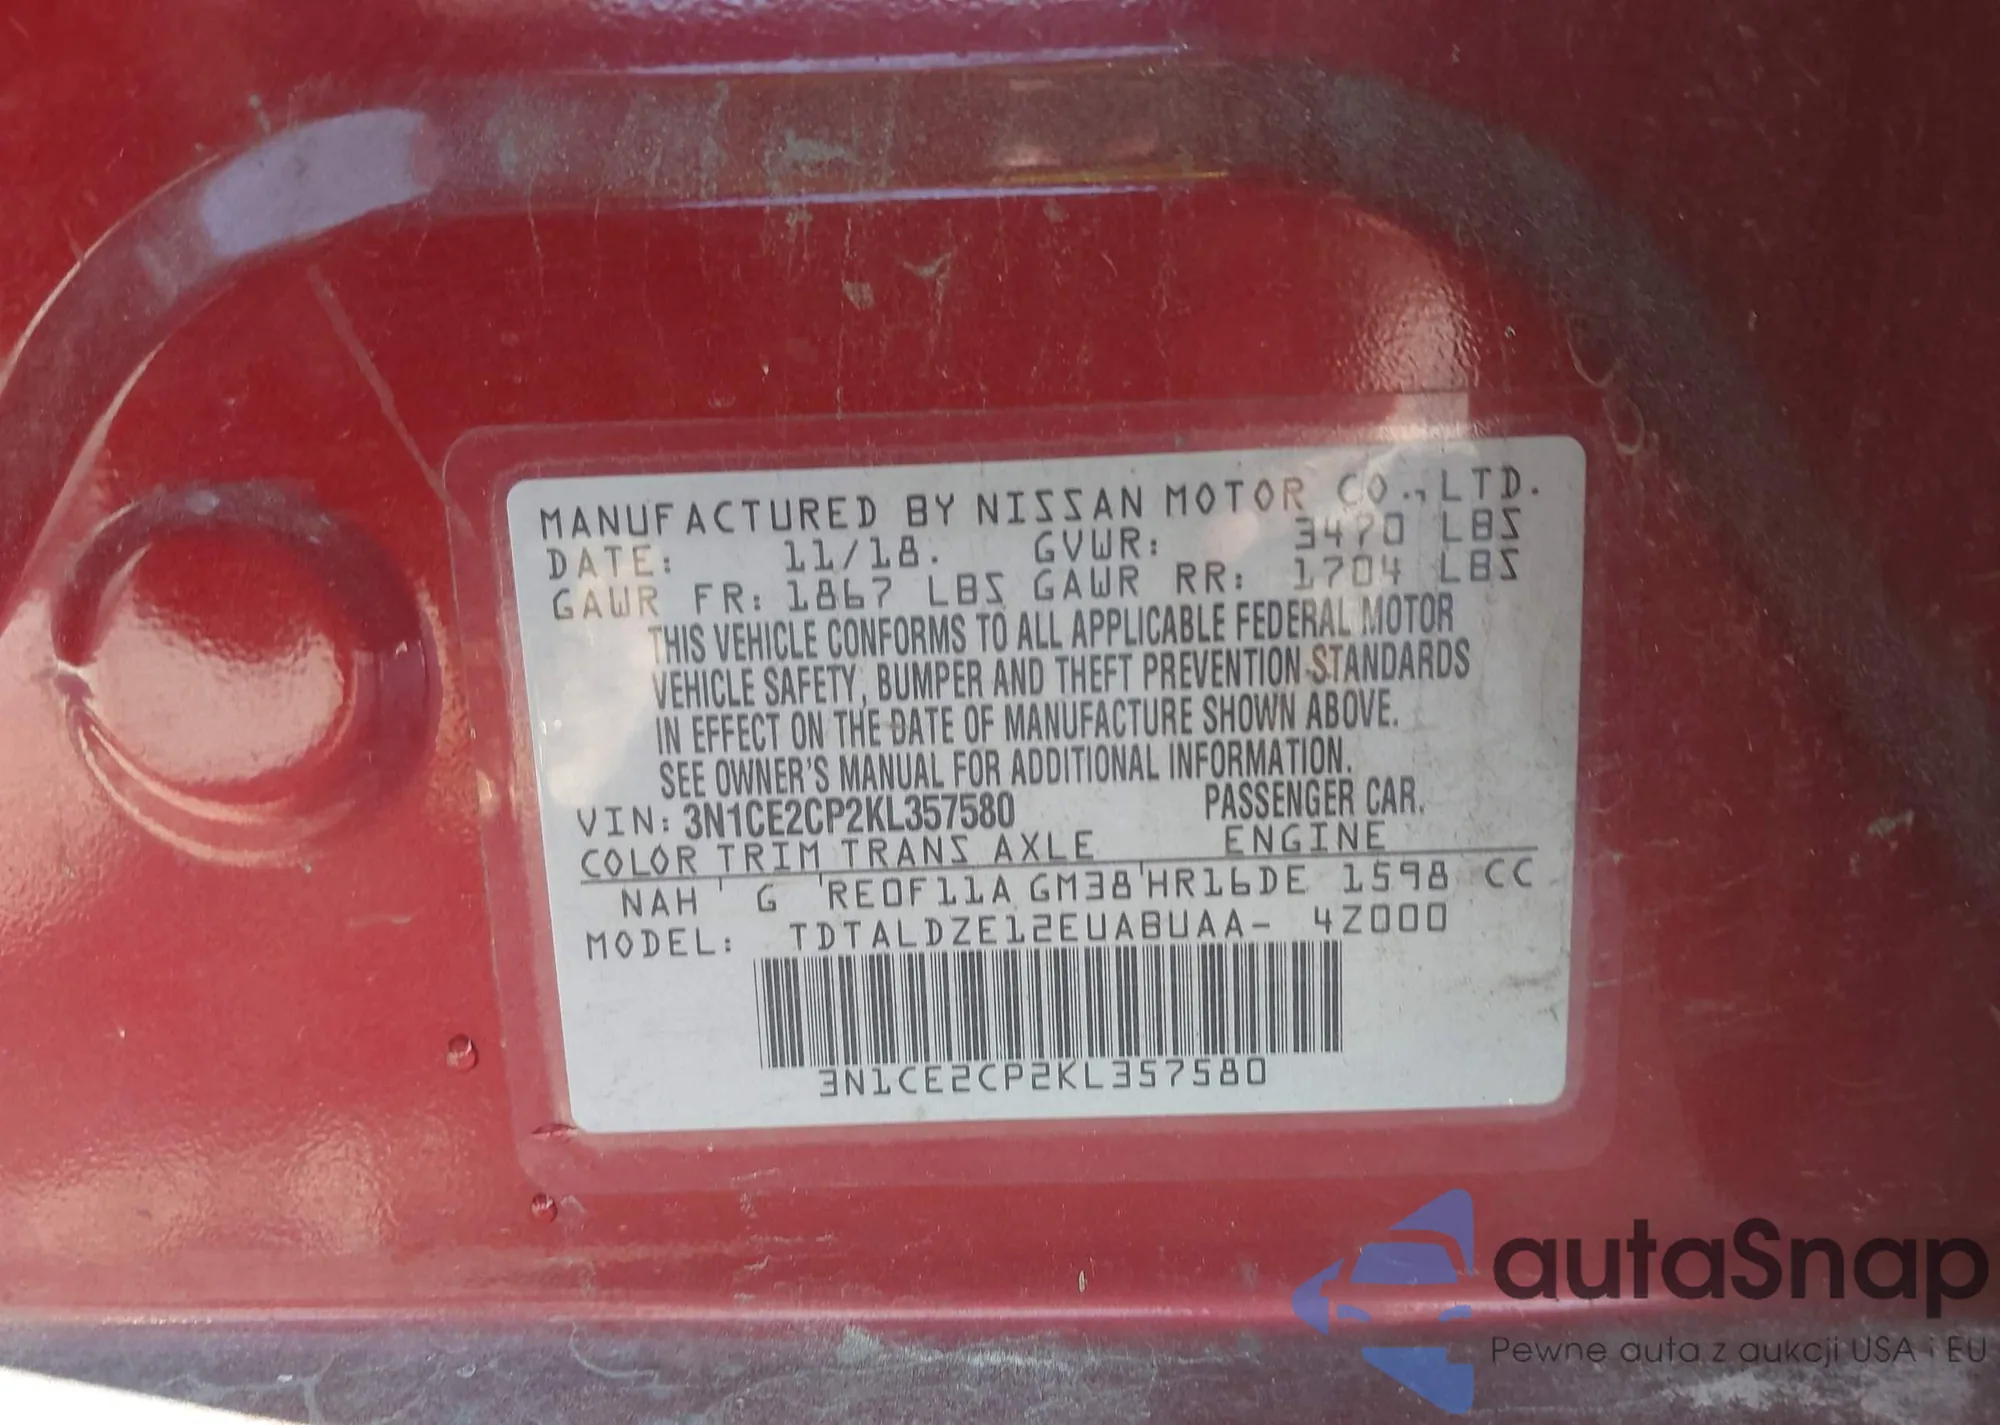 MANUFACTURED BY NISSAN MOTOR CO., LTD.
DATE: 11/18. GVWR: 3470 LBS
GAWR FR: 1867 LBS GAWR RR: 1704 LBS
THIS VEHICLE CONFORMS TO ALL APPLICABLE FEDERAL MOTOR
VEHICLE SAFETY, BUMPER AND THEFT PREVENTION STANDARDS
IN EFFECT ON THE DATE OF MANUFACTURE SHOWN ABOVE.
SEE OWNER'S MANUAL FOR ADDITIONAL INFORMATION.
VIN: 3N1CE2CP2KL357580 PASSENGER CAR.
COLOR TRIM TRANS AXLE ENGINE
NAH ' G 'RE0F11A GM38'HR16DE 1598 CC
MODEL: TDTALDZE12EUABUAA- 4Z000
3N1CE2CP2KL357580
autaSnap
Pewne auta z aukcji USA i EU